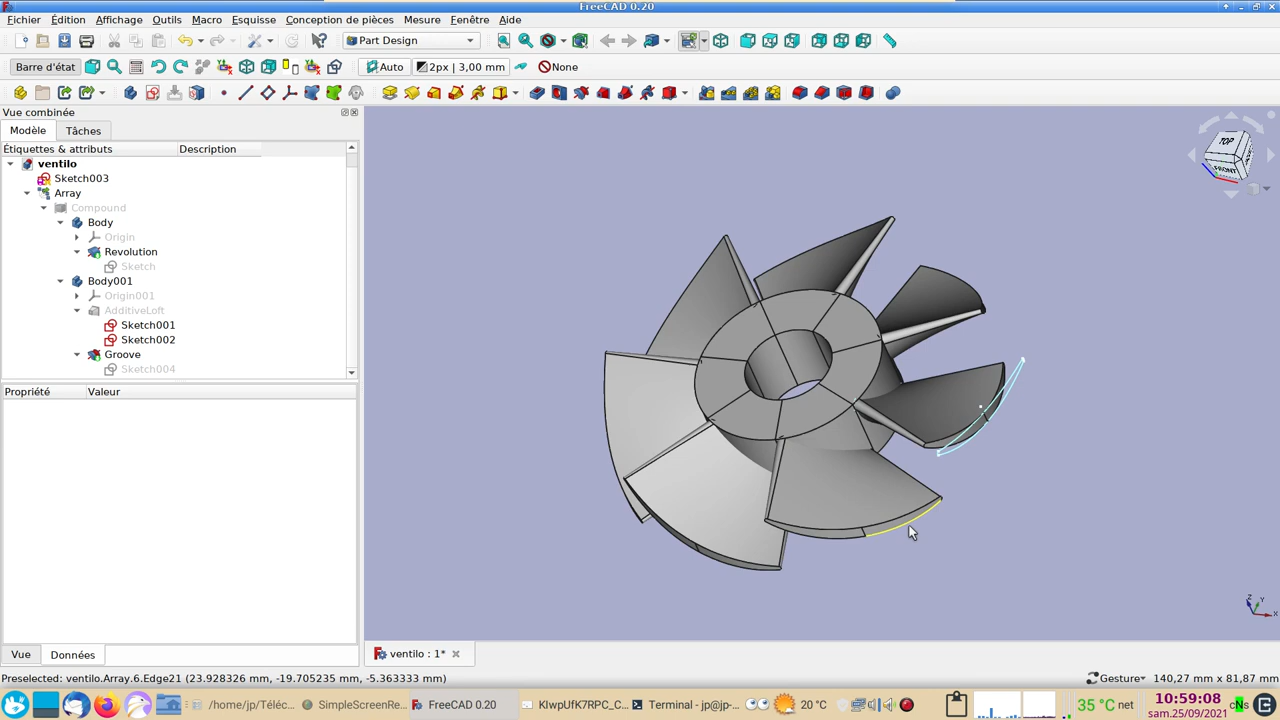 FreeCAD 0.20
Fichier Édition Affichage Outils Macro Esquisse Conception de pièces Mesure Fenêtre Aide
Part Design
Barre d'état Auto 2px | 3,00 mm None
Vue combinée
Modèle Tâches
Étiquettes & attributs Description
ventilo
Sketch003
Array
Compound
Body
Origin
Revolution
Sketch
Body001
Origin001
AdditiveLoft
Sketch001
Sketch002
Groove
Sketch004
Propriété Valeur
TOP
FRONT
Z Y X
Vue Données
ventilo : 1*
Preselected: ventilo.Array.6.Edge21 (23.928326 mm, -19.705235 mm, -5.363333 mm)
Gesture 140,27 mm x 81,87 mm
/home/jp/Téléc... SimpleScreenRe... FreeCAD 0.20 KIwpUfK7RPC_C... Terminal - jp@jp-... 20 °C 35 °C net 10:59:08
sam.25/09/2021